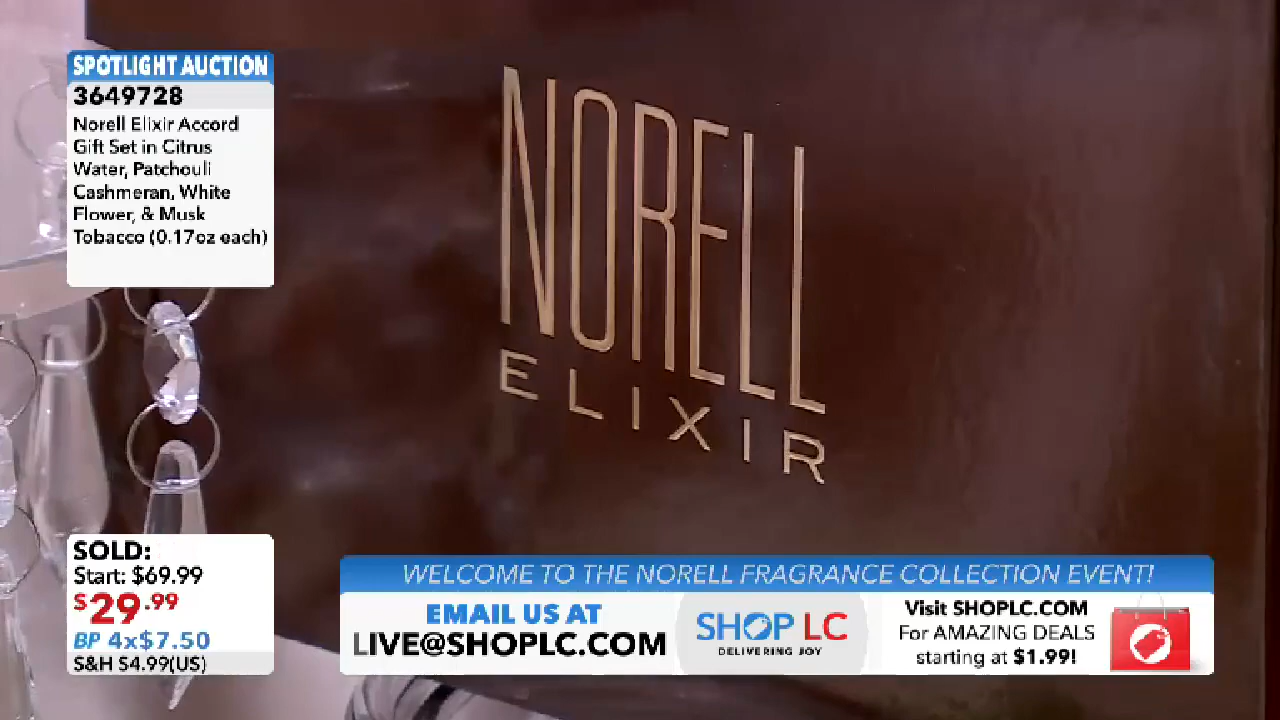 SPOTLIGHT AUCTION
3649728
Norell Elixir Accord
Gift Set in Citrus
Water, Patchouli
Cashmeran, White
Flower, & Musk
Tobacco (0.17oz each)
NORELL
ELIXIR
SOLD:
Start: $69.99
$29.99
BP 4x$7.50
S&H $4.99(US)
WELCOME TO THE NORELL FRAGRANCE COLLECTION EVENT!
EMAIL US AT
LIVE@SHOPLC.COM
SHOP LC
DELIVERING JOY
Visit SHOPLC.COM
For AMAZING DEALS
starting at $1.99!